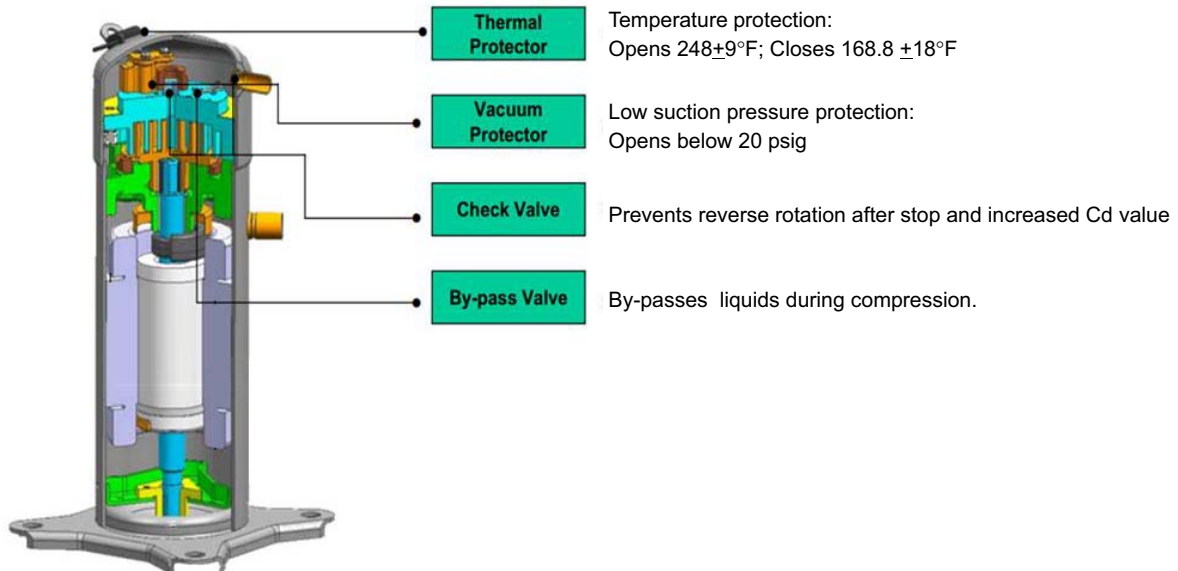 Thermal
Protector
Temperature protection:
Opens 248±9°F; Closes 168.8 ±18°F
Vacuum
Protector
Low suction pressure protection:
Opens below 20 psig
Check Valve
Prevents reverse rotation after stop and increased Cd value
By-pass Valve
By-passes liquids during compression.